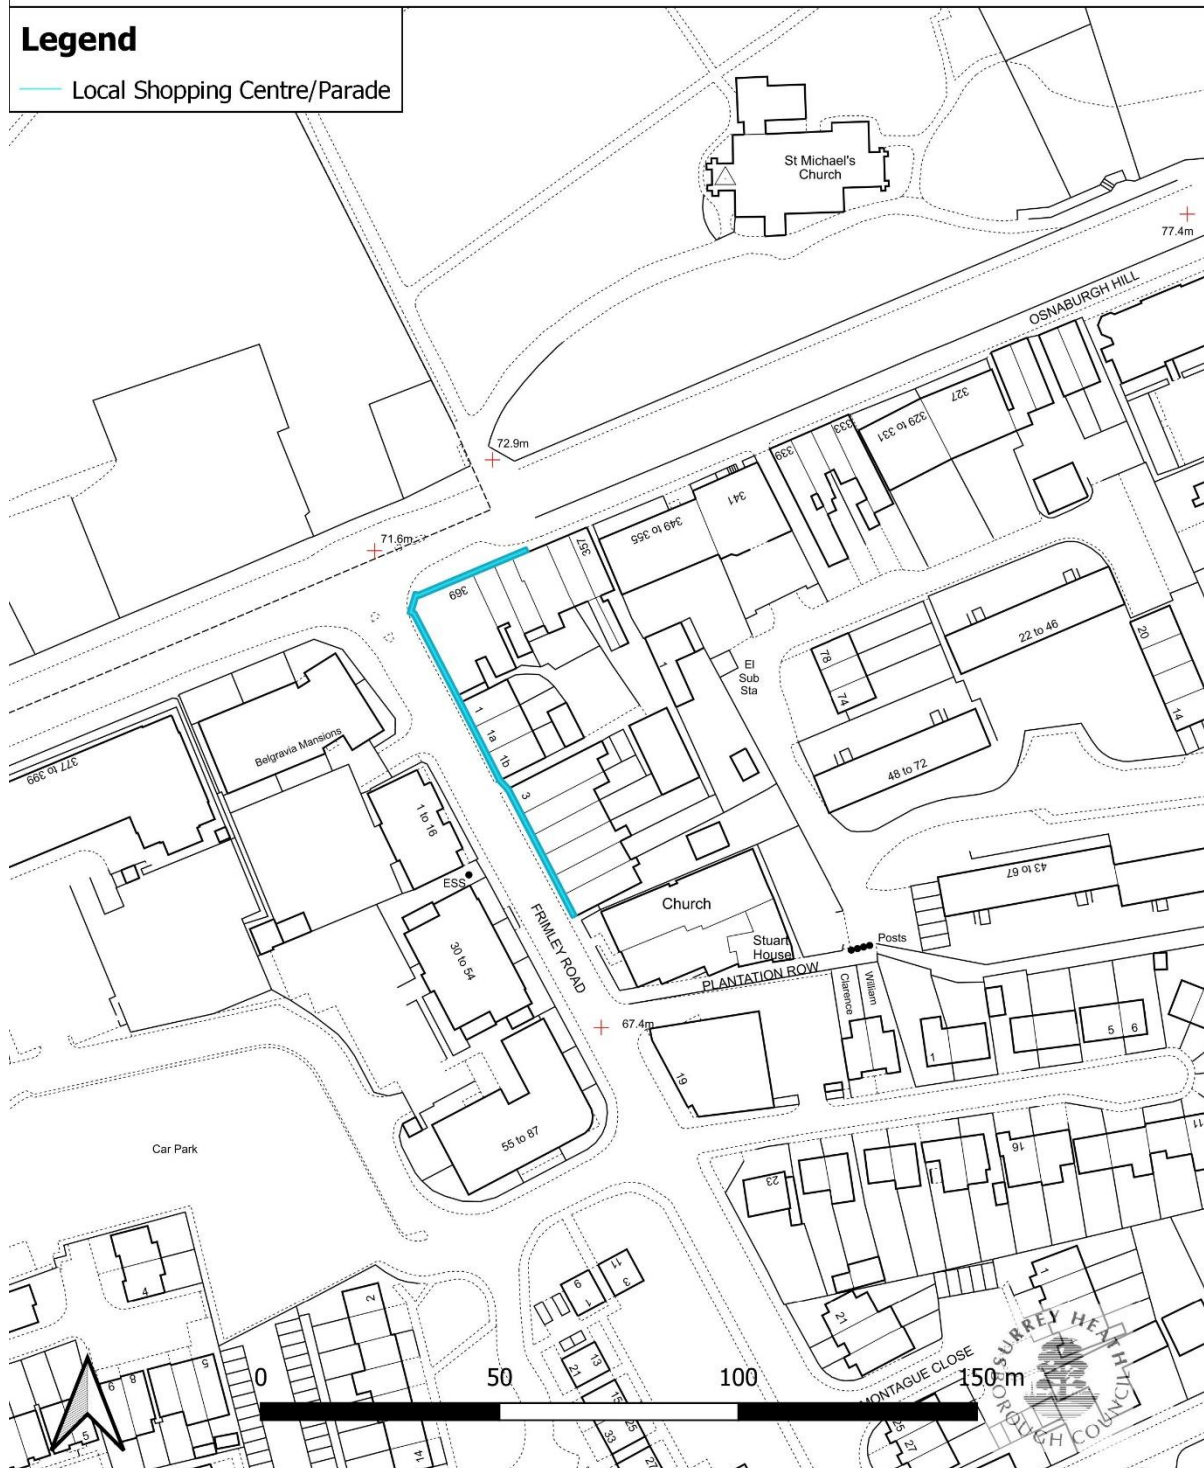 Legend
Local Shopping Centre/Parade
St Michael's
Church
77.4m
OSNABURGH HILL
72.9m
327
329 to 331
333
339
341
349 to 355
357
71.6m
369
22 to 46
20
78
74
14
1
El
Sub
Sta
1
1a
1b
3
Belgravia Mansions
377 to 399
48 to 72
1 to 16
ESS
43 to 67
Church
Stuart
House
Posts
FRIMLEY ROAD
30 to 54
PLANTATION ROW
Clarence
William
67.4m
19
1
5
6
55 to 87
Car Park
23
16
11
4
2
1
21
9
1
11
3
5
8
9
5
13
21
15
25
33
27
14
MONTAGUE CLOSE
25
27
0
50
100
150 m
SURREY HEATH
BOROUGH COUNCIL